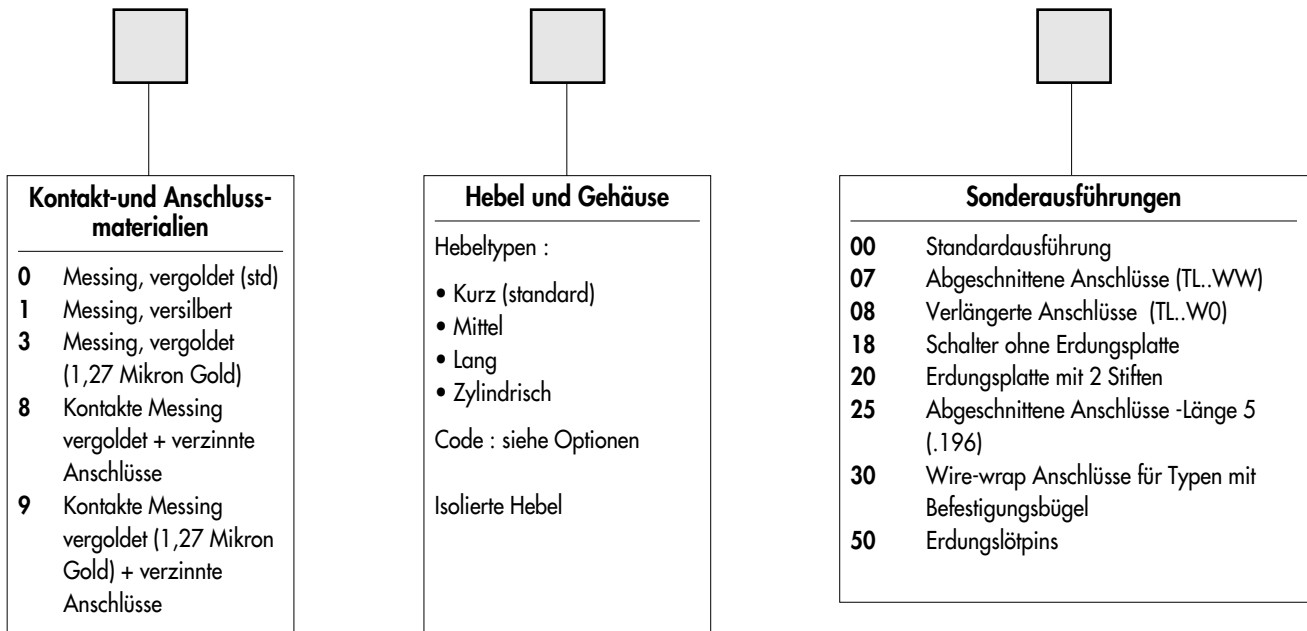 Kontakt-und Anschluss-
materialien
0 Messing, vergoldet (std)
1 Messing, versilbert
3 Messing, vergoldet
(1,27 Mikron Gold)
8 Kontakte Messing
vergoldet + verzinnte
Anschlüsse
9 Kontakte Messing
vergoldet (1,27 Mikron
Gold) + verzinnte
Anschlüsse
Hebel und Gehäuse
Hebeltypen :
• Kurz (standard)
• Mittel
• Lang
• Zylindrisch
Code : siehe Optionen
Isolierte Hebel
Sonderausführungen
00 Standardausführung
07 Abgeschnittene Anschlüsse (TL..WW)
08 Verlängerte Anschlüsse (TL..W0)
18 Schalter ohne Erdungsplatte
20 Erdungsplatte mit 2 Stiften
25 Abgeschnittene Anschlüsse -Länge 5
(.196)
30 Wire-wrap Anschlüsse für Typen mit
Befestigungsbügel
50 Erdungslötpins